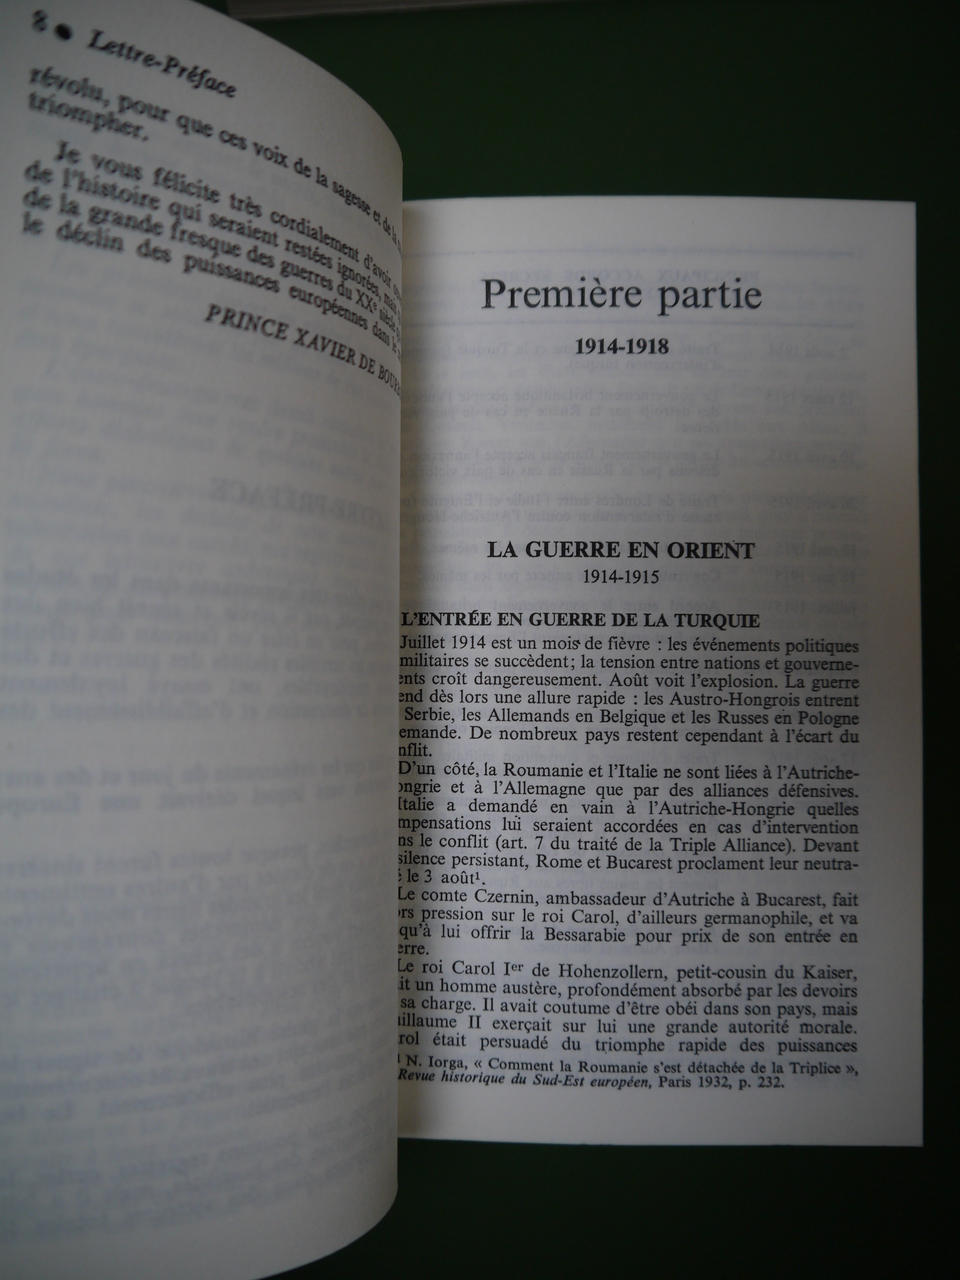 8 ● Lettre-Préface
révolu, pour que ces voix de la sagesse et de la
triompher.
Je vous félicite très cordialement d'avoir
de l'histoire qui seraient restées ignorées, mais
de la grande fresque des guerres du XXe siècle
le déclin des puissances européennes dans le
PRINCE XAVIER DE BOUR
Première partie
1914-1918
LA GUERRE EN ORIENT
1914-1915
L'ENTRÉE EN GUERRE DE LA TURQUIE
Juillet 1914 est un mois de fièvre : les événements politiques
militaires se succèdent; la tension entre nations et gouverne-
ents croît dangereusement. Août voit l'explosion. La guerre
end dès lors une allure rapide : les Austro-Hongrois entrent
Serbie, les Allemands en Belgique et les Russes en Pologne
emande. De nombreux pays restent cependant à l'écart du
nflit.
D'un côté, la Roumanie et l'Italie ne sont liées à l'Autriche-
ongrie et à l'Allemagne que par des alliances défensives.
Italie a demandé en vain à l'Autriche-Hongrie quelles
mpensations lui seraient accordées en cas d'intervention
ns le conflit (art. 7 du traité de la Triple Alliance). Devant
silence persistant, Rome et Bucarest proclament leur neutra-
é le 3 août¹.
Le comte Czernin, ambassadeur d'Autriche à Bucarest, fait
ors pression sur le roi Carol, d'ailleurs germanophile, et va
qu'à lui offrir la Bessarabie pour prix de son entrée en
erre.
Le roi Carol Ier de Hohenzollern, petit-cousin du Kaiser,
it un homme austère, profondément absorbé par les devoirs
sa charge. Il avait coutume d'être obéi dans son pays, mais
uillaume II exerçait sur lui une grande autorité morale.
rol était persuadé du triomphe rapide des puissances
¹ N. Iorga, « Comment la Roumanie s'est détachée de la Triplice »,
Revue historique du Sud-Est européen, Paris 1932, p. 232.